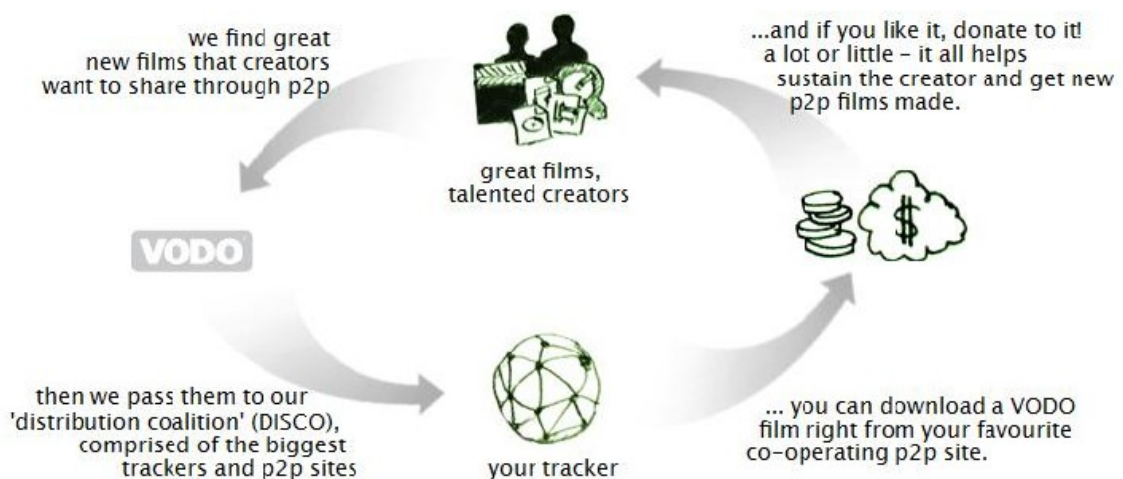 we find great
new films that creators
want to share through p2p
great films,
talented creators
...and if you like it, donate to it!
a lot or little – it all helps
sustain the creator and get new
p2p films made.
$
VODO
then we pass them to our
'distribution coalition' (DISCO),
comprised of the biggest
trackers and p2p sites
your tracker
... you can download a VODO
film right from your favourite
co-operating p2p site.